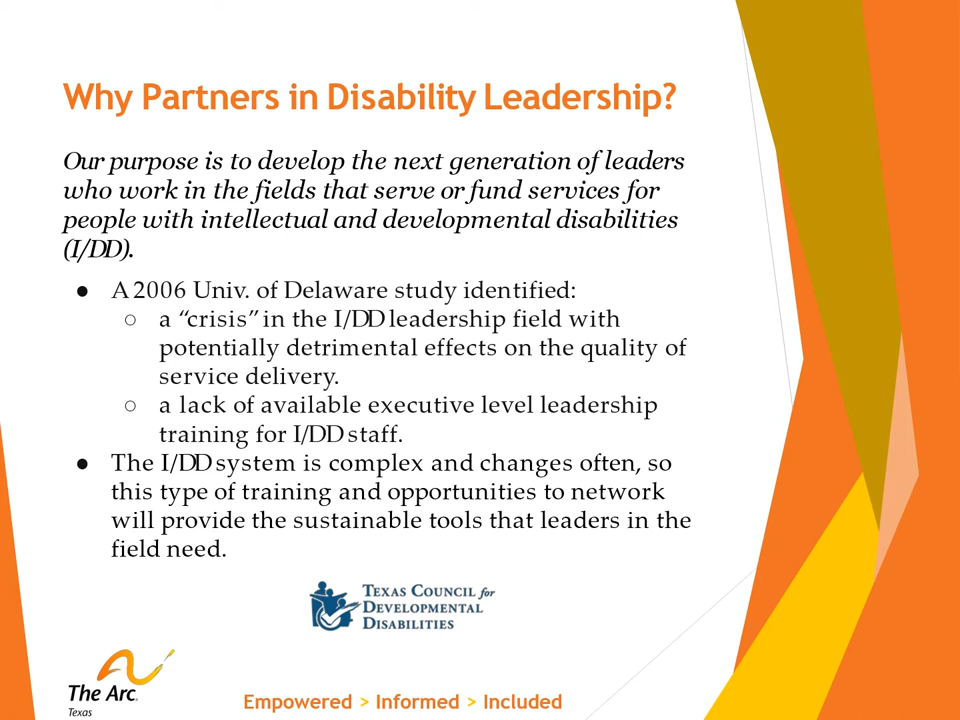 Why Partners in Disability Leadership?
Our purpose is to develop the next generation of leaders
who work in the fields that serve or fund services for
people with intellectual and developmental disabilities
(I/DD).
● A 2006 Univ. of Delaware study identified:
○ a “crisis” in the I/DD leadership field with
potentially detrimental effects on the quality of
service delivery.
○ a lack of available executive level leadership
training for I/DD staff.
● The I/DD system is complex and changes often, so
this type of training and opportunities to network
will provide the sustainable tools that leaders in the
field need.
Texas Council for
Developmental
Disabilities
The Arc.
Texas
Empowered > Informed > Included